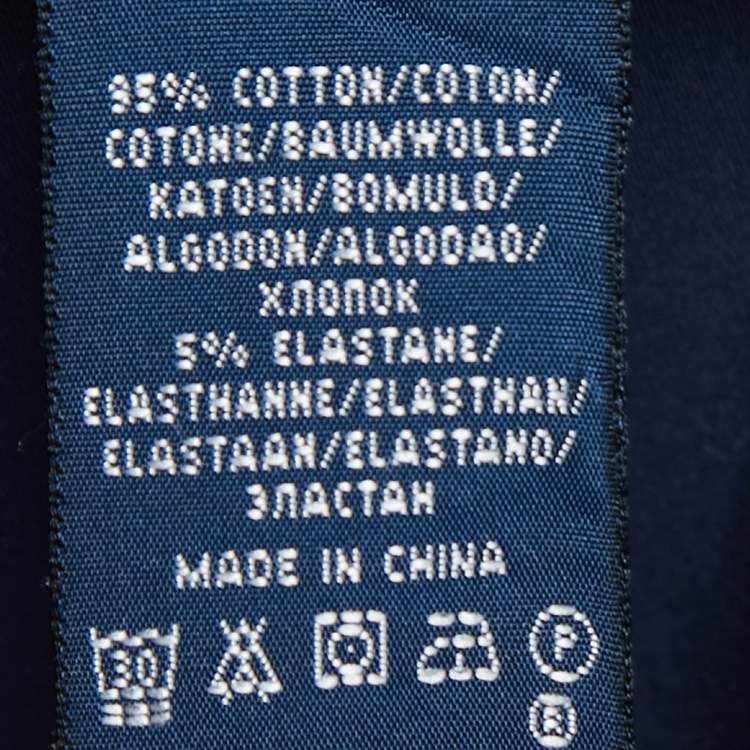 95% COTTON/COTON/
COTONE/BAUMWOLLE/
KATOEN/BOMULD/
ALGODON/ALGODAO/
ХЛОПОК
5% ELASTANE/
ELASTHANNE/ELASTHAN/
ELASTAAN/ELASTANO/
ЭЛАСТАН
MADE IN CHINA
30 P